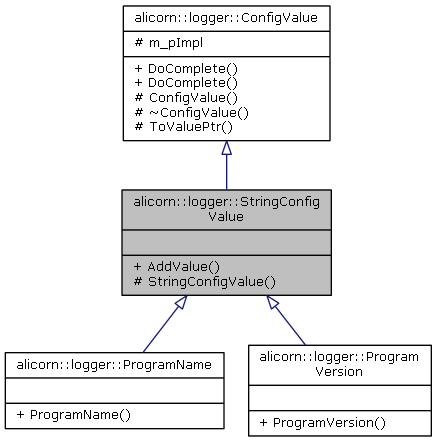 alicorn::logger::ConfigValue
# m_pImpl
+ DoComplete()
+ DoComplete()
# ConfigValue()
# ~ConfigValue()
# ToValuePtr()
alicorn::logger::StringConfig
Value
+ AddValue()
# StringConfigValue()
alicorn::logger::ProgramName
+ ProgramName()
alicorn::logger::Program
Version
+ ProgramVersion()